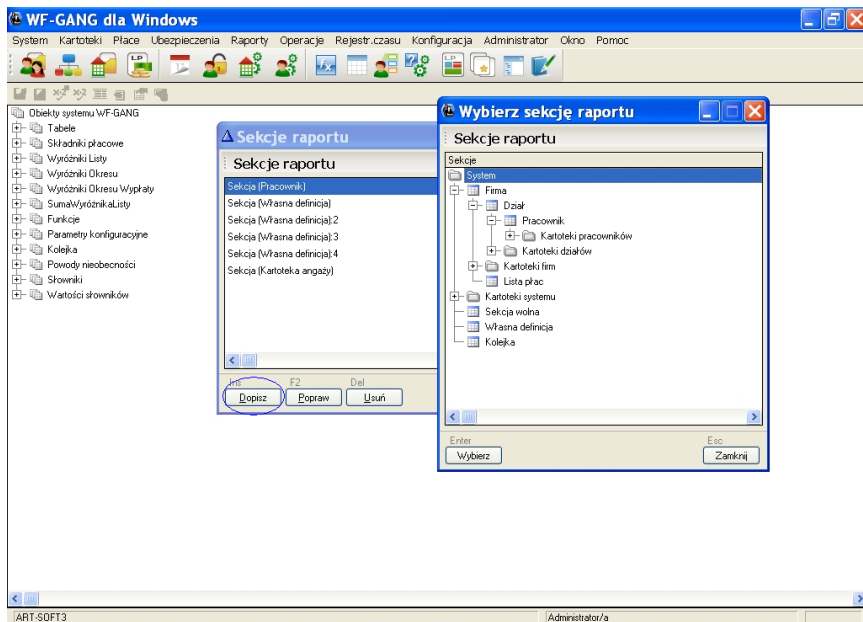 WF-GANG dla Windows
System Kartoteki Płace Ubezpieczenia Raporty Operacje Rejestr.czasu Konfiguracja Administrator Okno Pomoc
Obiekty systemu WF-GANG
Tabele
Składniki płacowe
Wyróżniki Listy
Wyróżniki Okresu
Wyróżniki Okresu Wypłaty
SumaWyróżnikaListy
Funkcje
Parametry konfiguracyjne
Kolejka
Powody nieobecności
Słowniki
Wartości słowników
Sekcje raportu
Sekcje raportu
Sekcja (Pracownik)
Sekcja (Własna definicja)
Sekcja (Własna definicja):2
Sekcja (Własna definicja):3
Sekcja (Własna definicja):4
Sekcja (Kartoteka angaży)
Ins F2 Del
Dopisz Popraw Usuń
Wybierz sekcję raportu
Sekcje raportu
Sekcje
System
Firma
Dział
Pracownik
Kartoteki pracowników
Kartoteki działów
Kartoteki firm
Lista płac
Kartoteki systemu
Sekcja wolna
Własna definicja
Kolejka
Enter Esc
Wybierz Zamknij
ART-SOFT3 Administrator/a